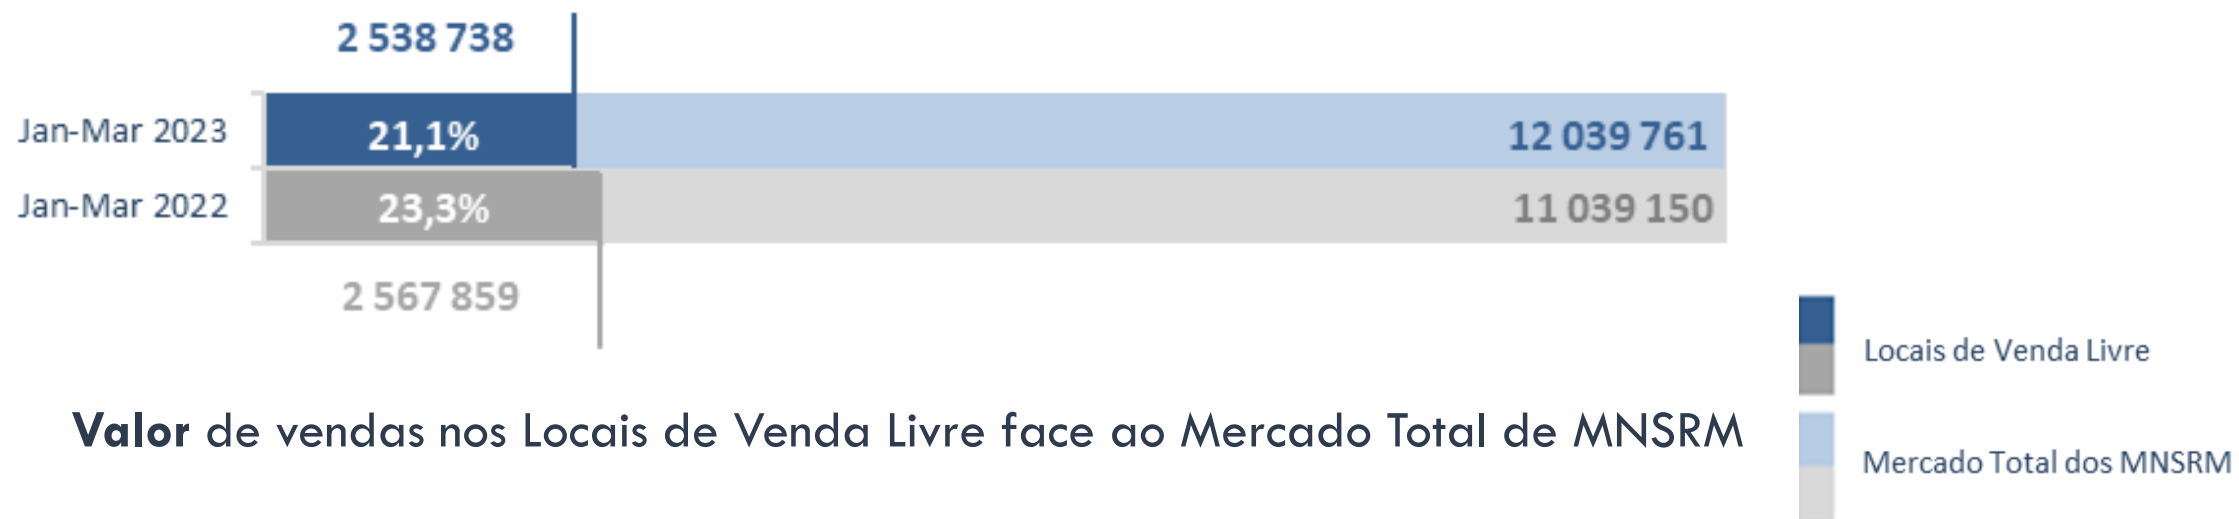 2 538 738
Jan-Mar 2023 21,1% 12 039 761
Jan-Mar 2022 23,3% 11 039 150
2 567 859
Locais de Venda Livre
Valor de vendas nos Locais de Venda Livre face ao Mercado Total de MNSRM
Mercado Total dos MNSRM